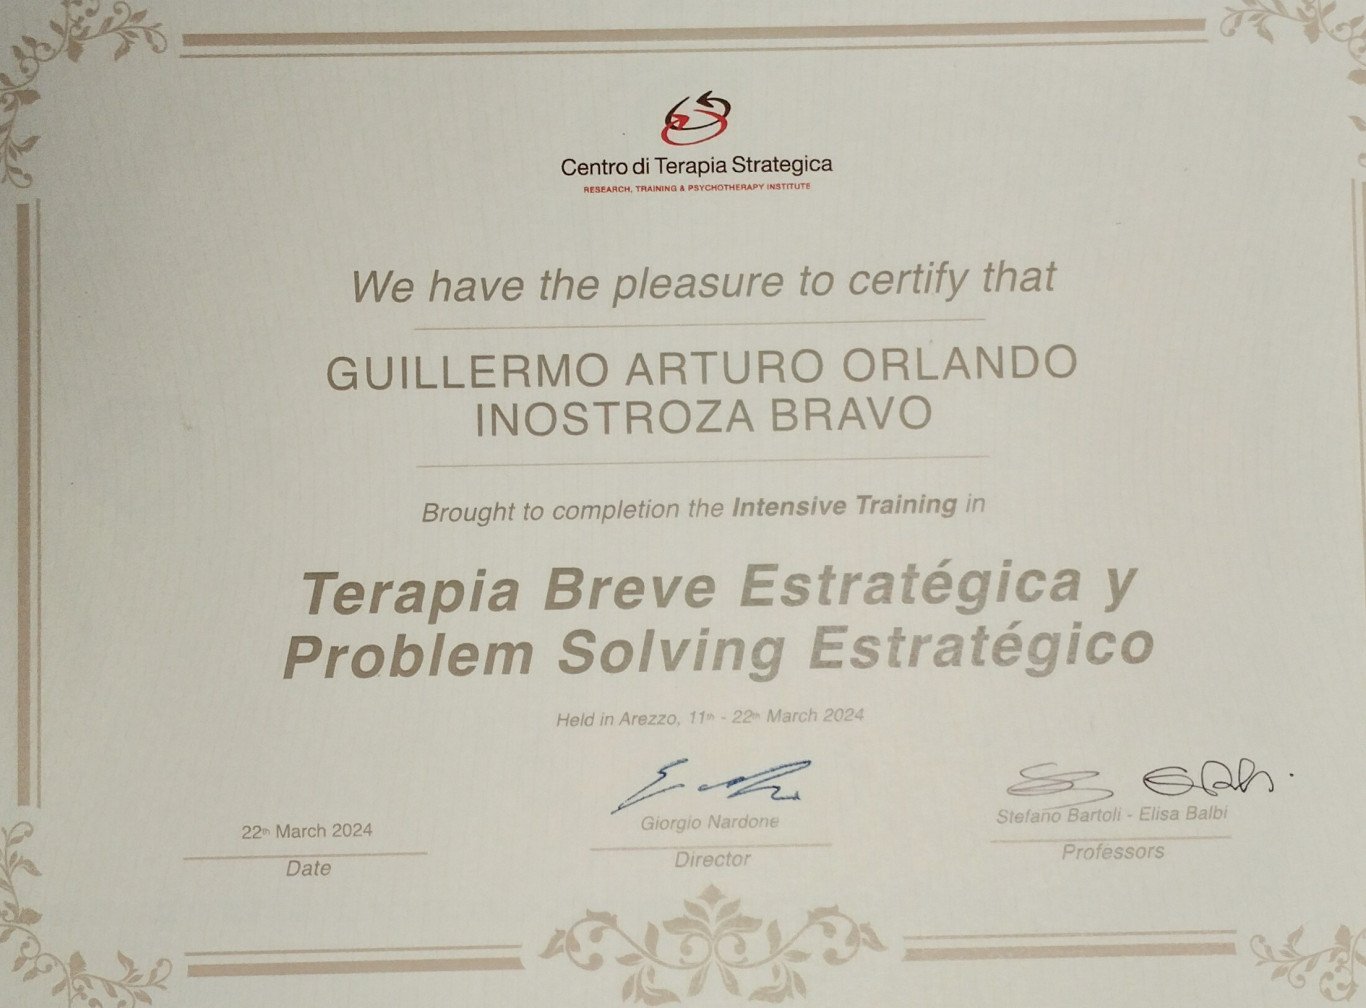 Centro di Terapia Strategica
RESEARCH, TRAINING & PSYCHOTHERAPY INSTITUTE
We have the pleasure to certify that
GUILLERMO ARTURO ORLANDO
INOSTROZA BRAVO
Brought to completion the Intensive Training in
Terapia Breve Estratégica y
Problem Solving Estratégico
Held in Arezzo, 11th - 22th March 2024
22th March 2024
Date
Giorgio Nardone
Director
Stefano Bartoli - Elisa Balbi
Professors